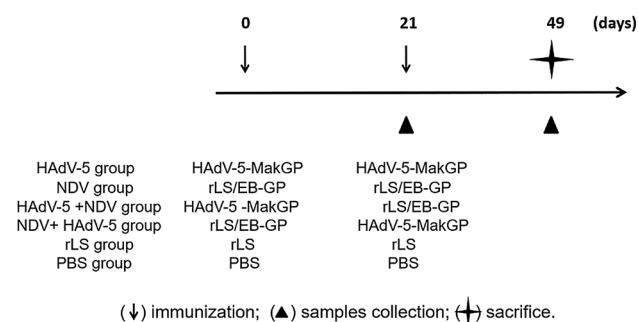 0 21 49 (days)
HAdV-5 group HAdV-5-MakGP HAdV-5-MakGP
NDV group rLS/EB-GP rLS/EB-GP
HAdV-5 +NDV group HAdV-5 -MakGP rLS/EB-GP
NDV+ HAdV-5 group rLS/EB-GP HAdV-5-MakGP
rLS group rLS rLS
PBS group PBS PBS
(↓) immunization; (▲) samples collection; (✦) sacrifice.